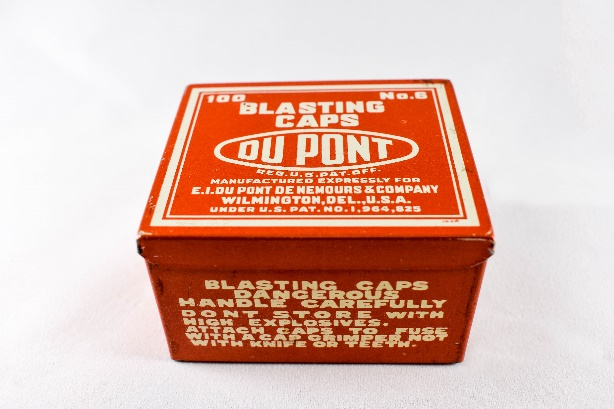 100 No. 6
BLASTING
CAPS
DU PONT
REG. U.S. PAT. OFF.
MANUFACTURED EXPRESSLY FOR
E. I. DU PONT DE NEMOURS & COMPANY
WILMINGTON, DEL., U.S.A.
UNDER U.S. PAT. NO. 1,964,825
BLASTING CAPS
DANGEROUS
HANDLE CAREFULLY
DONT STORE WITH
HIGH EXPLOSIVES.
ATTACH CAPS TO FUSE
WITH A CAP CRIMPER NOT
WITH KNIFE OR TEETH.